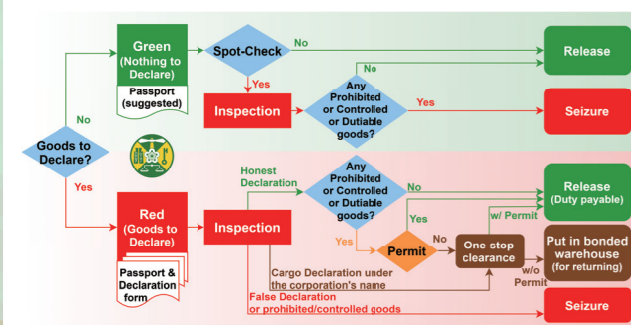 Green
(Nothing to
Declare)
Passport
(suggested)
Spot-Check
No
Yes
Inspection
No
Any
Prohibited
or Controlled
or Dutiable
goods?
Yes
Release
Seizure
No
Goods to
Declare?
Yes
Red
(Goods to
Declare)
Passport &
Declaration
form
Inspection
Honest
Declaration
Any
Prohibited
or Controlled
or Dutiable
goods?
No
Yes
Yes
Permit
No
One stop
clearance
w/ Permit
w/o
Permit
Release
(Duty payable)
Put in bonded
warehouse
(for returning)
Cargo Declaration under
the corporation's name
False Declaration
or prohibited/controlled goods
Seizure